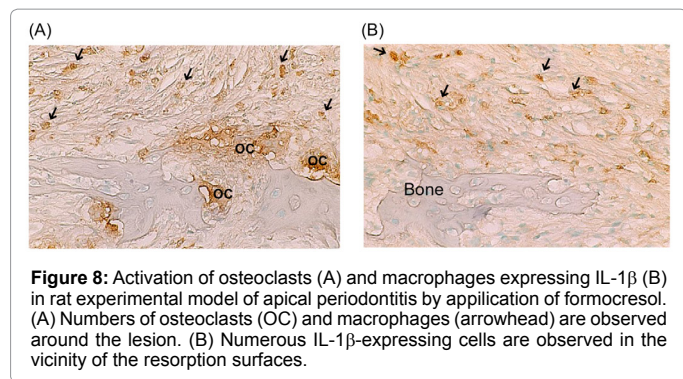 (A)
(B)
OC
OC
OC
Bone
Figure 8: Activation of osteoclasts (A) and macrophages expressing IL-1β (B)
in rat experimental model of apical periodontitis by appilication of formocresol.
(A) Numbers of osteoclasts (OC) and macrophages (arrowhead) are observed
around the lesion. (B) Numerous IL-1β-expressing cells are observed in the
vicinity of the resorption surfaces.